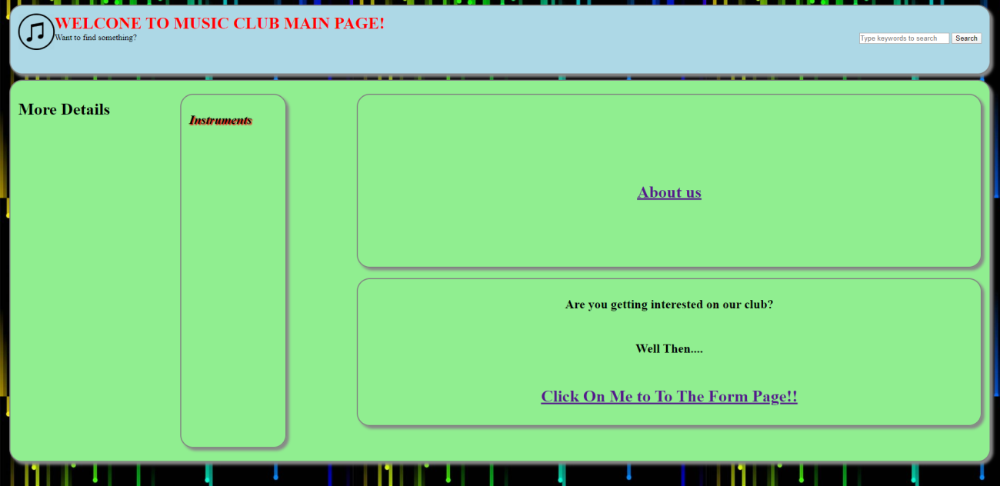 WELCONE TO MUSIC CLUB MAIN PAGE!
Want to find something?
Type keywords to search
Search
More Details
Instruments
About us
Are you getting interested on our club?
Well Then....
Click On Me to To The Form Page!!